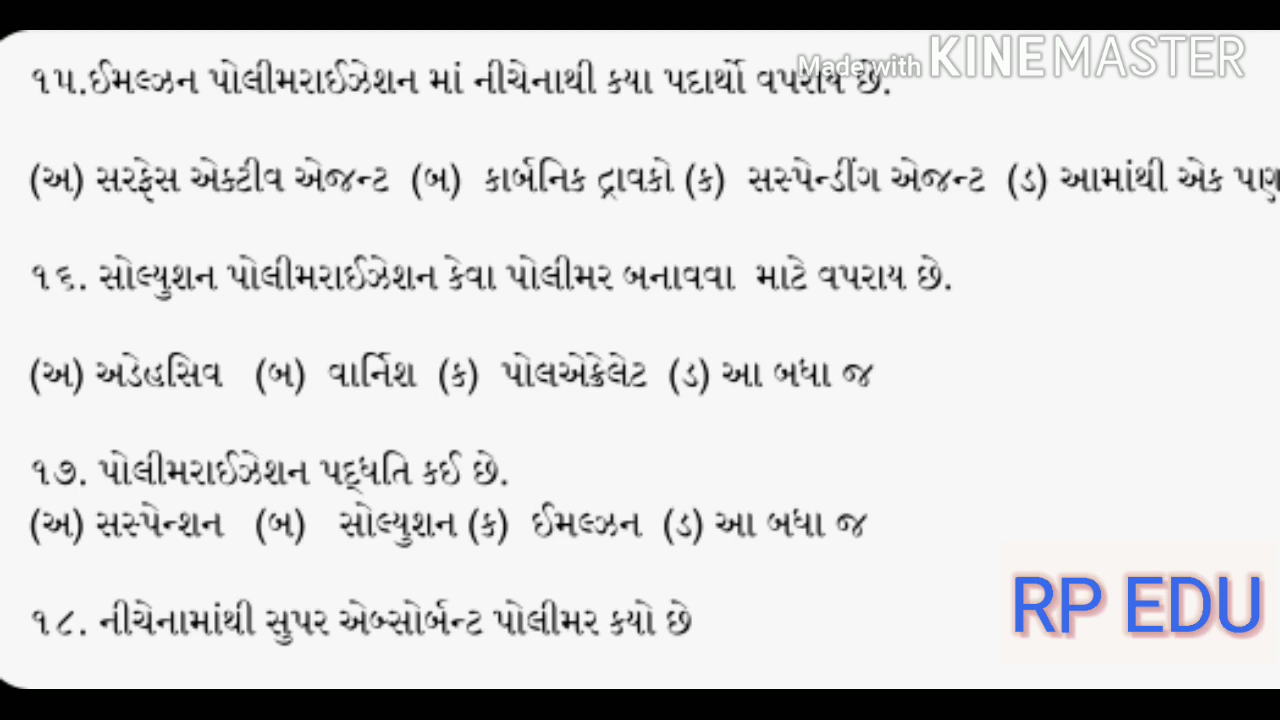 Made with KINEMASTER
૧૫.ઈમલ્ઝન પોલીમરાઈઝેશન માં નીચેનાથી કયા પદાર્થો વપરાય છે.
(અ) સરફેસ એક્ટીવ એજન્ટ (બ) કાર્બનિક દ્રાવકો (ક) સસ્પેન્ડીંગ એજન્ટ (ડ) આમાંથી એક પણ
૧૬. સોલ્યુશન પોલીમરાઈઝેશન કેવા પોલીમર બનાવવા માટે વપરાય છે.
(અ) અડેહસિવ (બ) વાર્નિશ (ક) પોલએક્રેલેટ (ડ) આ બધા જ
૧૭. પોલીમરાઈઝેશન પદ્ધતિ કઈ છે.
(અ) સસ્પેન્શન (બ) સોલ્યુશન (ક) ઈમલ્ઝન (ડ) આ બધા જ
૧૮. નીચેનામાંથી સુપર એબ્સોર્બન્ટ પોલીમર કયો છે
RP EDU